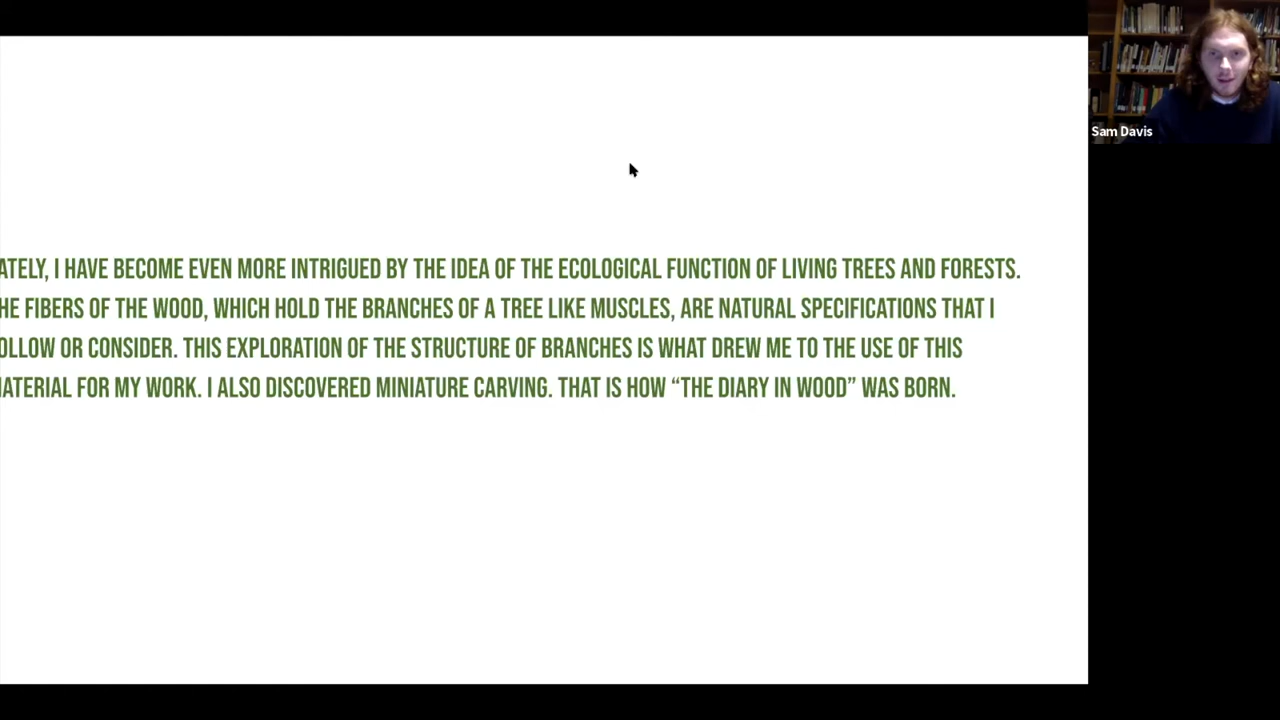 ATELY, I HAVE BECOME EVEN MORE INTRIGUED BY THE IDEA OF THE ECOLOGICAL FUNCTION OF LIVING TREES AND FORESTS.
HE FIBERS OF THE WOOD, WHICH HOLD THE BRANCHES OF A TREE LIKE MUSCLES, ARE NATURAL SPECIFICATIONS THAT I
OLLOW OR CONSIDER. THIS EXPLORATION OF THE STRUCTURE OF BRANCHES IS WHAT DREW ME TO THE USE OF THIS
MATERIAL FOR MY WORK. I ALSO DISCOVERED MINIATURE CARVING. THAT IS HOW “THE DIARY IN WOOD” WAS BORN.
Sam Davis